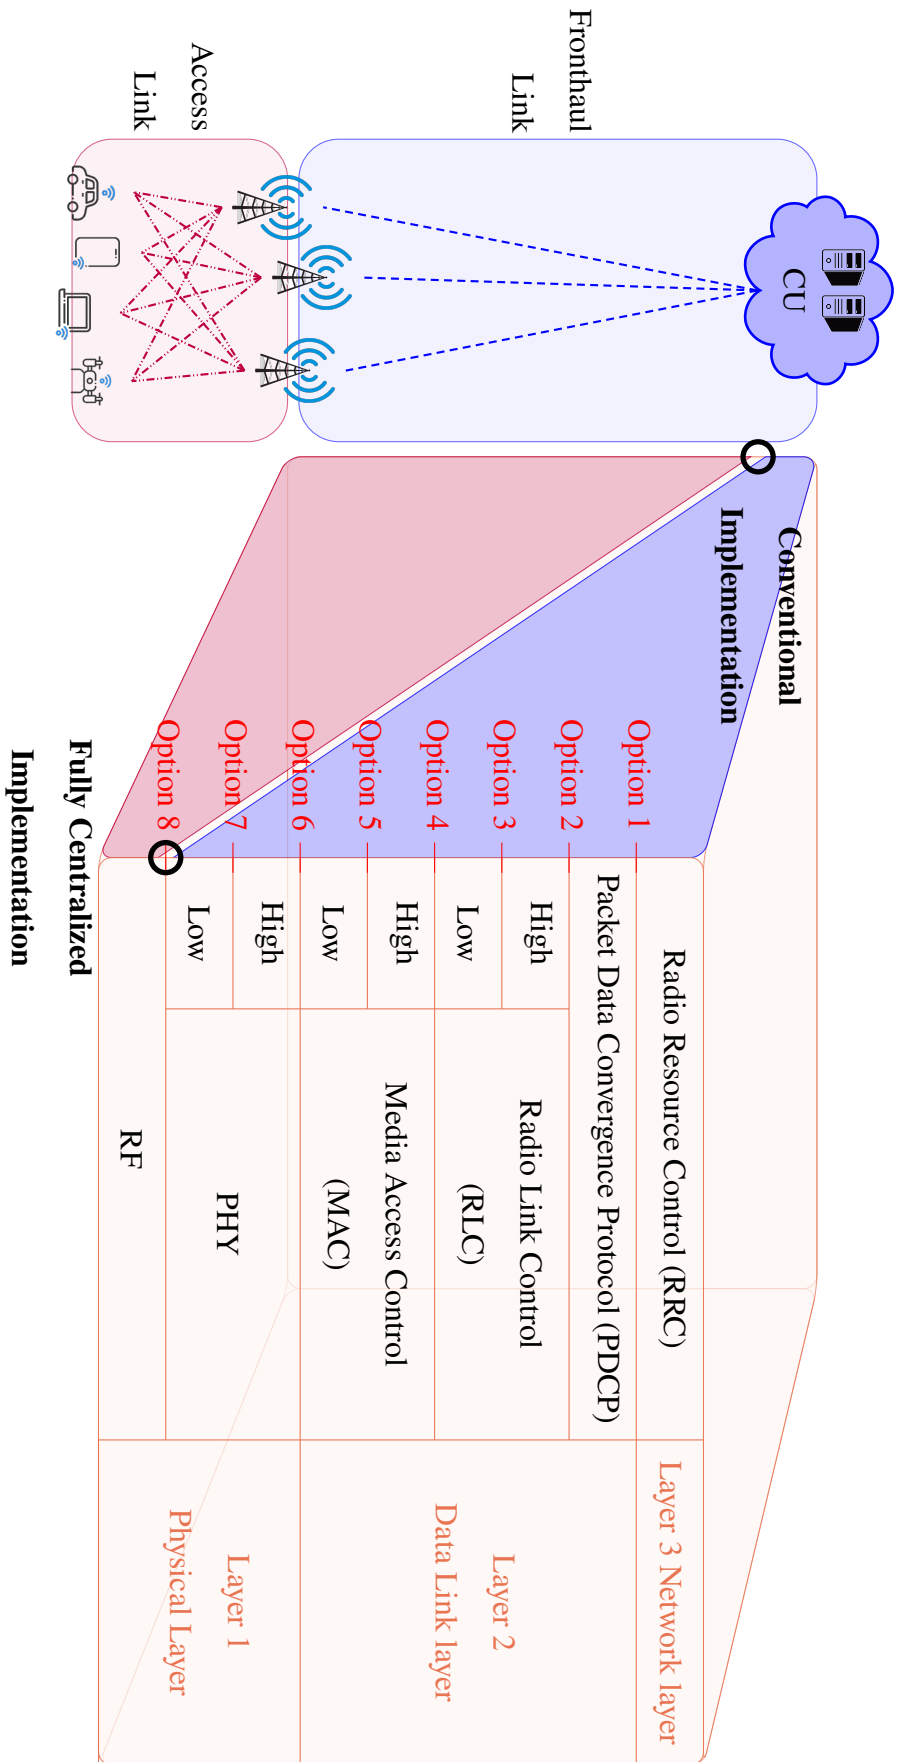 Fronthaul
Link
Access
Link
CU
Conventional
Implementation
Fully Centralized
Implementation
Option 1
Option 2
Option 3
Option 4
Option 5
Option 6
Option 7
Option 8
Radio Resource Control (RRC)
Packet Data Convergence Protocol (PDCP)
High
Low
Radio Link Control
(RLC)
High
Low
Media Access Control
(MAC)
High
Low
PHY
RF
Layer 3 Network layer
Layer 2
Data Link layer
Layer 1
Physical Layer